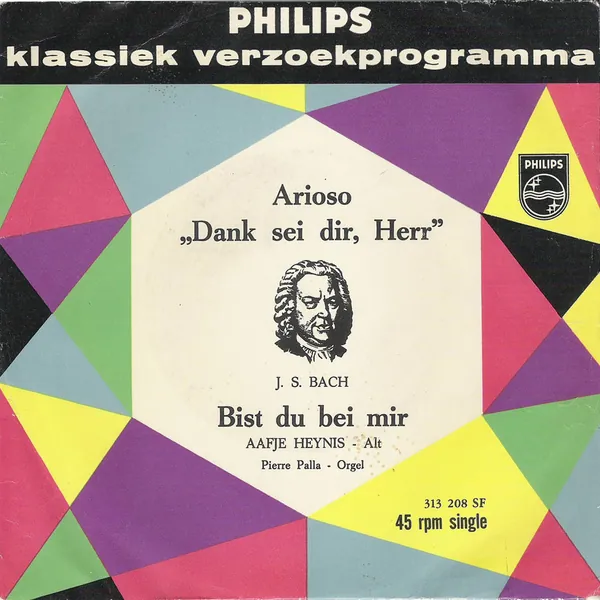 PHILIPS
klassiek verzoekprogramma
PHILIPS
Arioso
„Dank sei dir, Herr”
J. S. BACH
Bist du bei mir
AAFJE HEYNIS - Alt
Pierre Palla - Orgel
313 208 SF
45 rpm single